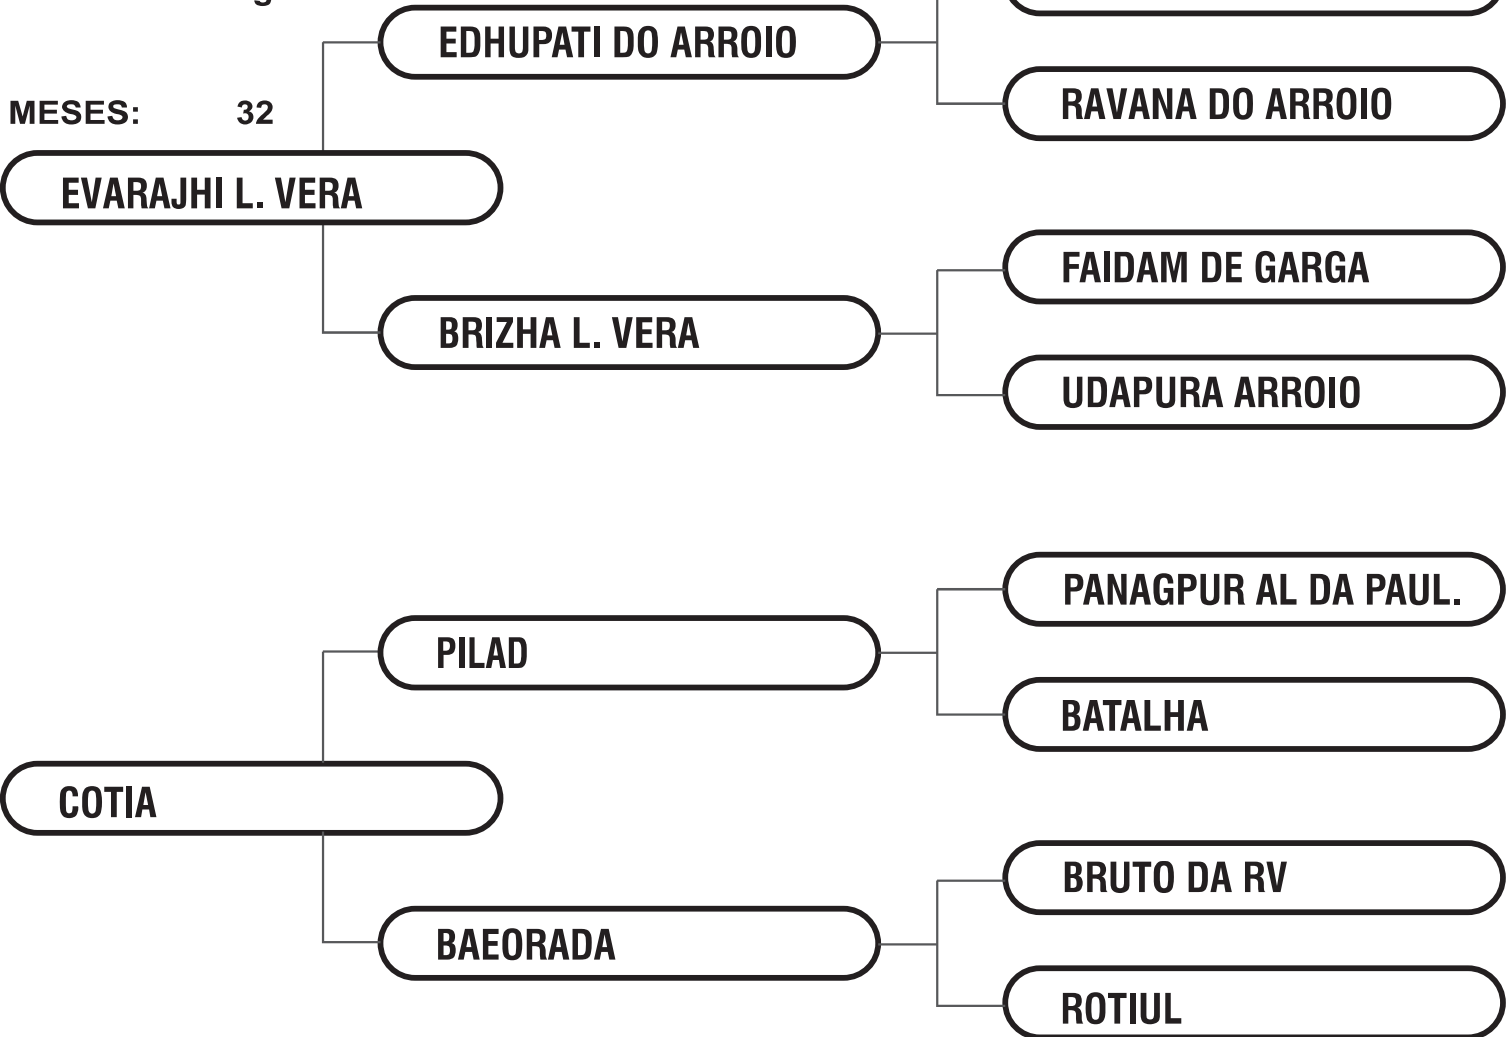 g
EDHUPATI DO ARROIO
RAVANA DO ARROIO
MESES: 32
EVARAJHI L. VERA
FAIDAM DE GARGA
BRIZHA L. VERA
UDAPURA ARROIO
PANAGPUR AL DA PAUL.
PILAD
BATALHA
COTIA
BRUTO DA RV
BAEORADA
ROTIUL